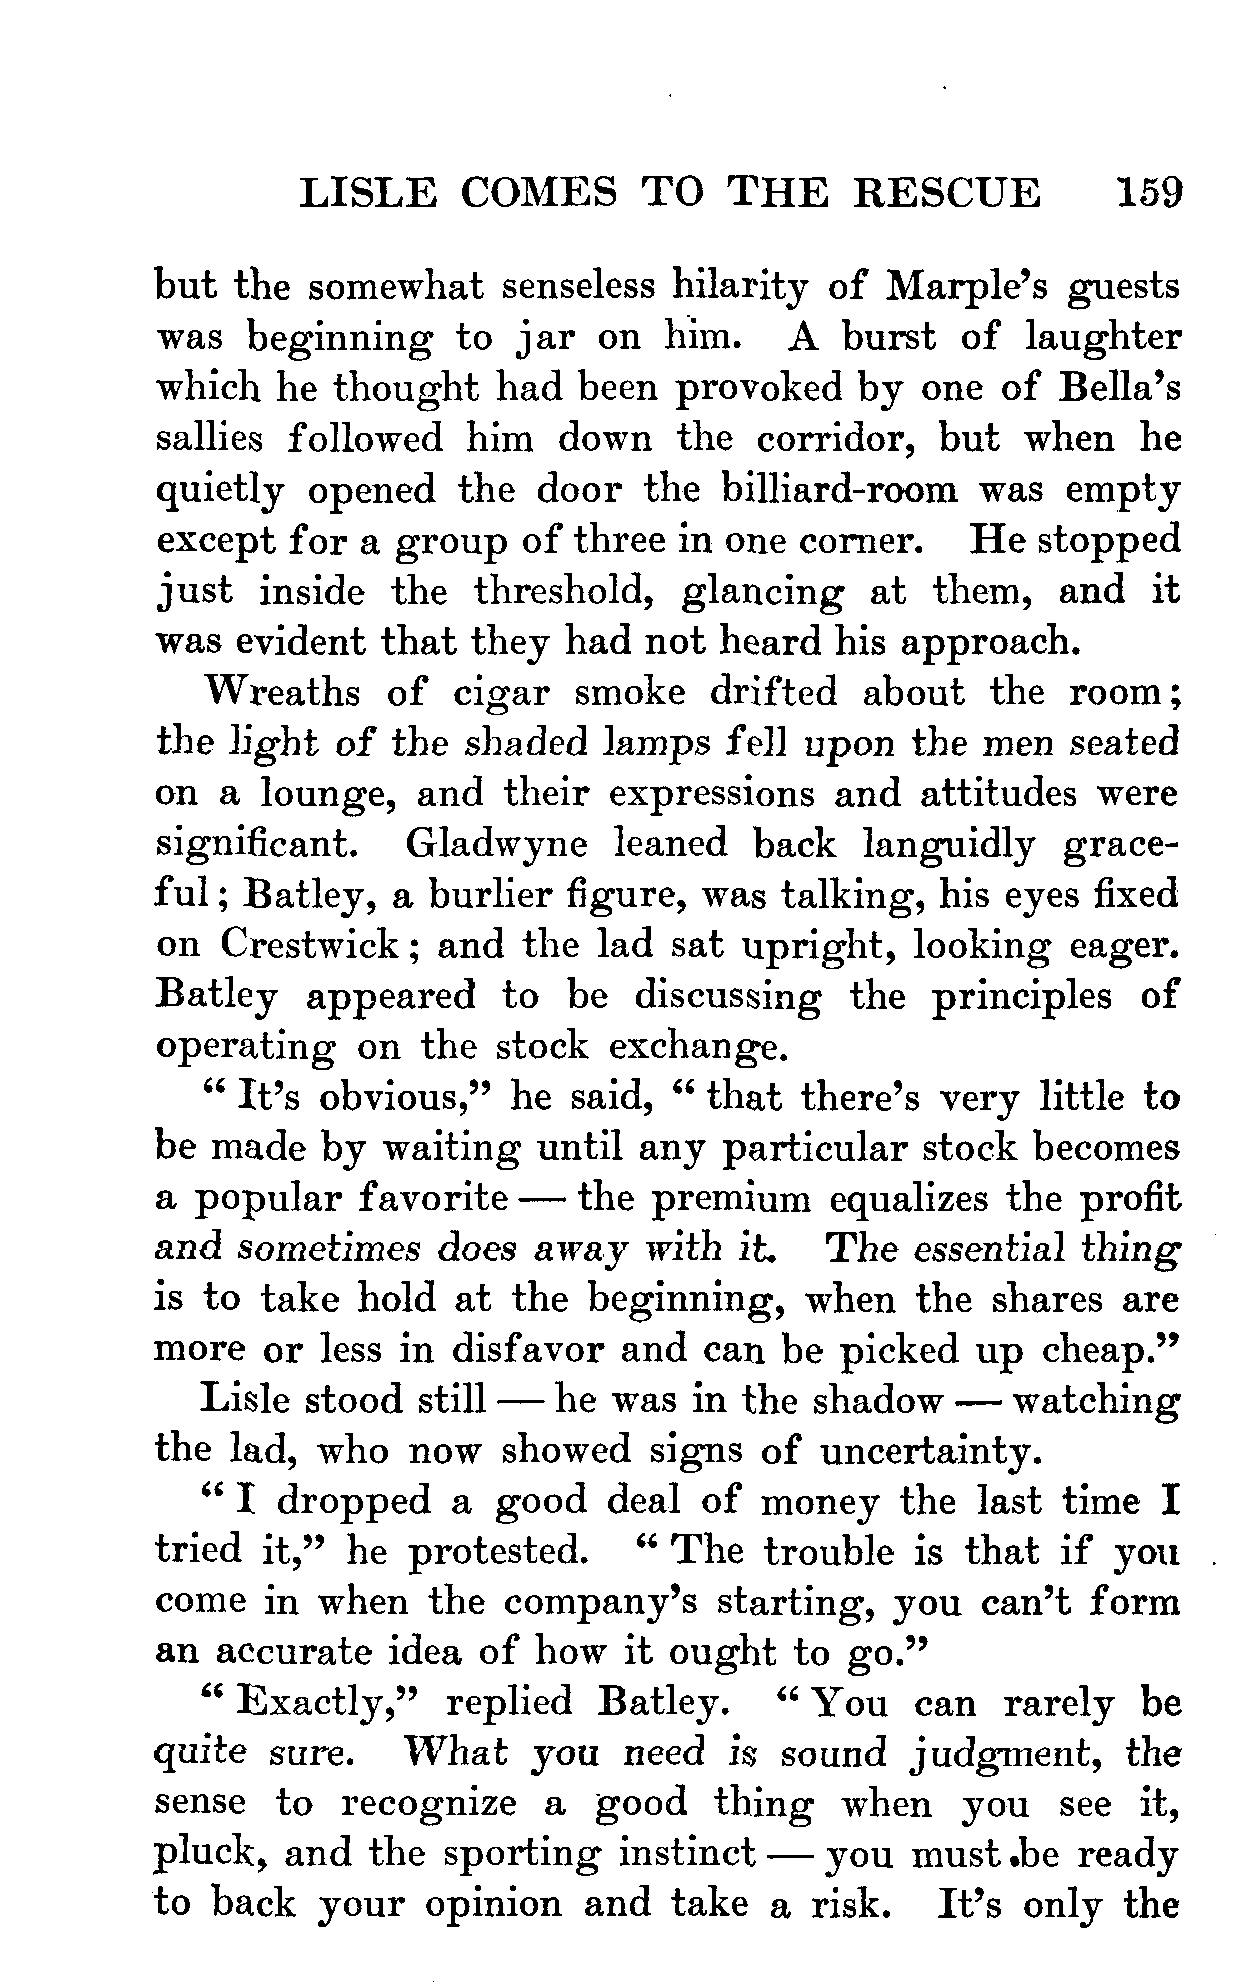 LISLE COMES TO THE RESCUE 159
but the somewhat senseless hilarity of Marple's guests
was beginning to jar on him. A burst of laughter
which he thought had been provoked by one of Bella's
sallies followed him down the corridor, but when he
quietly opened the door the billiard-room was empty
except for a group of three in one corner. He stopped
just inside the threshold, glancing at them, and it
was evident that they had not heard his approach.
Wreaths of cigar smoke drifted about the room;
the light of the shaded lamps fell upon the men seated
on a lounge, and their expressions and attitudes were
significant. Gladwyne leaned back languidly grace-
ful; Batley, a burlier figure, was talking, his eyes fixed
on Crestwick; and the lad sat upright, looking eager.
Batley appeared to be discussing the principles of
operating on the stock exchange.
"It's obvious," he said, "that there's very little to
be made by waiting until any particular stock becomes
a popular favorite — the premium equalizes the profit
and sometimes does away with it. The essential thing
is to take hold at the beginning, when the shares are
more or less in disfavor and can be picked up cheap."
Lisle stood still — he was in the shadow — watching
the lad, who now showed signs of uncertainty.
"I dropped a good deal of money the last time I
tried it," he protested. "The trouble is that if you
come in when the company's starting, you can't form
an accurate idea of how it ought to go."
"Exactly," replied Batley. "You can rarely be
quite sure. What you need is sound judgment, the
sense to recognize a good thing when you see it,
pluck, and the sporting instinct — you must be ready
to back your opinion and take a risk. It's only the